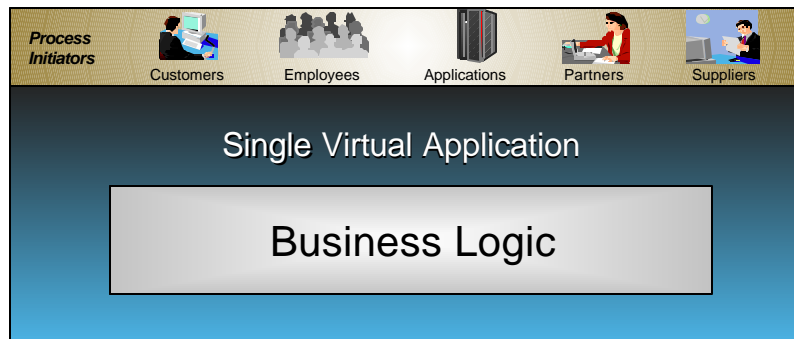 Process
Initiators
Customers
Employees
Applications
Partners
Suppliers
Single Virtual Application
Business Logic